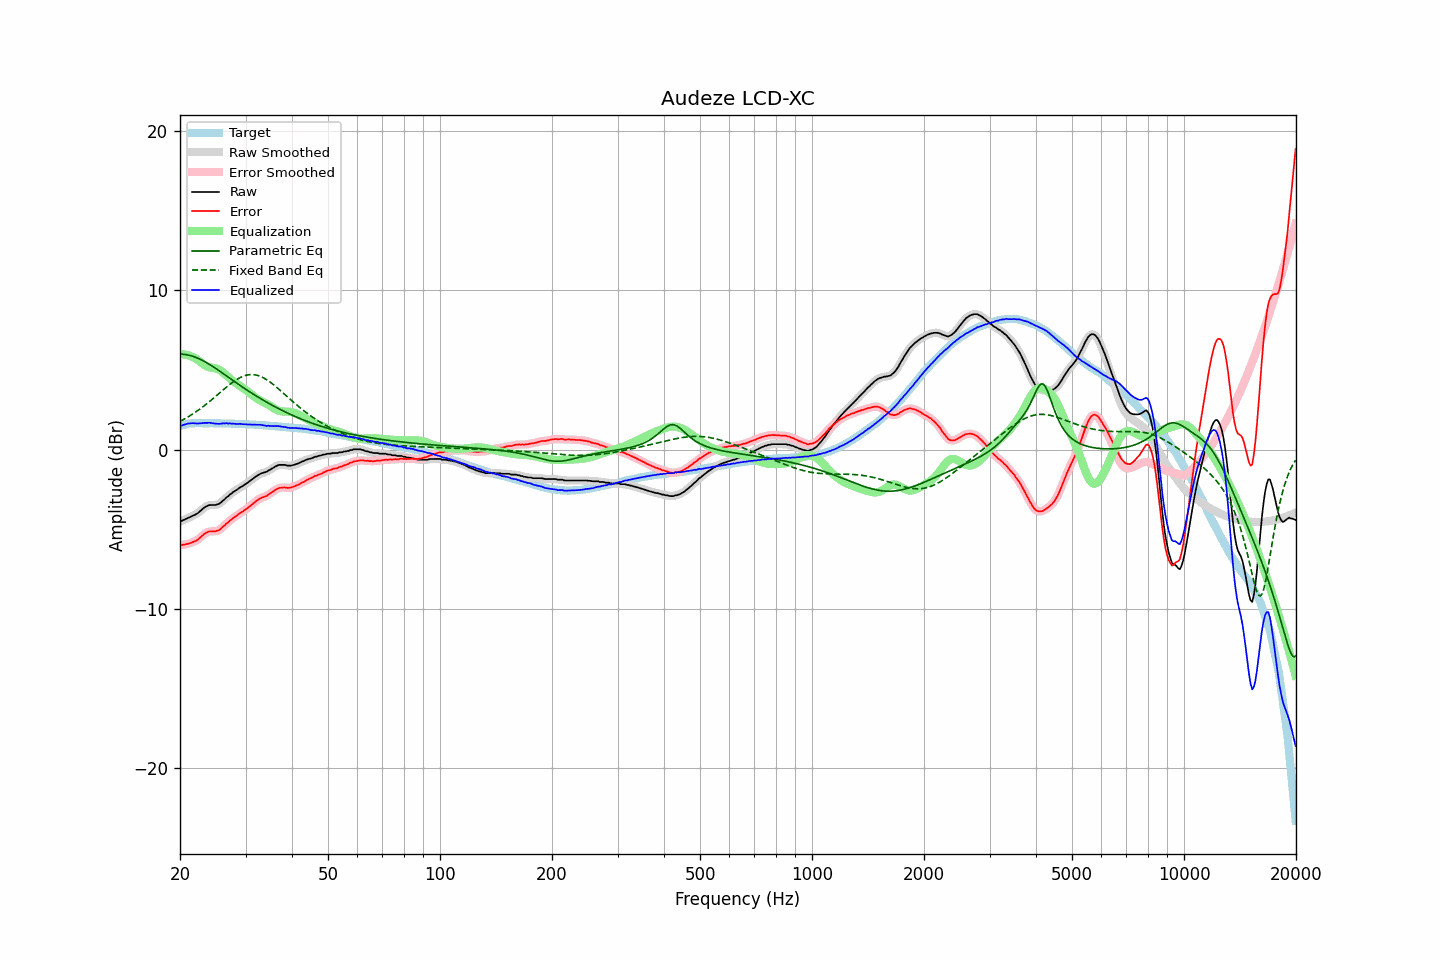 Audeze LCD-XC
Target
Raw Smoothed
Error Smoothed
Raw
Error
Equalization
Parametric Eq
Fixed Band Eq
Equalized
20
10
0
−10
−20
Amplitude (dBr)
20
50
100
200
500
1000
2000
5000
10000
20000
Frequency (Hz)